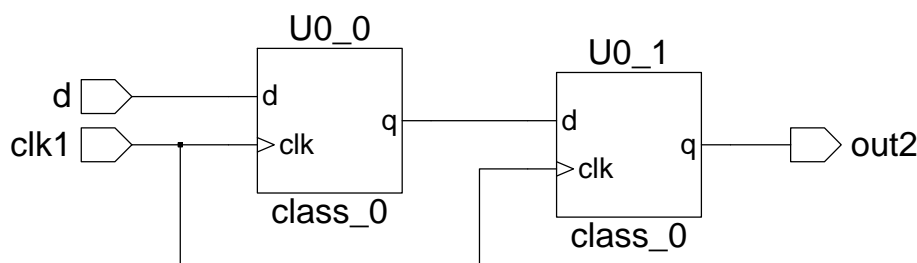 U0_0
U0_1
d
d
q
d
q
out2
clk1
clk
clk
class_0
class_0